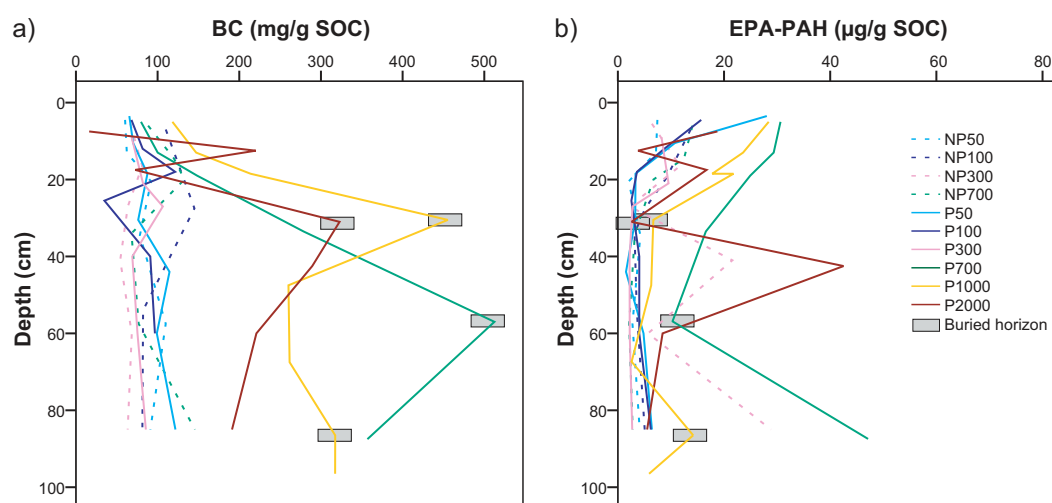 a)
BC (mg/g SOC)
0 100 200 300 400 500
Depth (cm)
0
20
40
60
80
100
b)
EPA-PAH (µg/g SOC)
0 20 40 60 80
Depth (cm)
0
20
40
60
80
100
NP50
NP100
NP300
NP700
P50
P100
P300
P700
P1000
P2000
Buried horizon